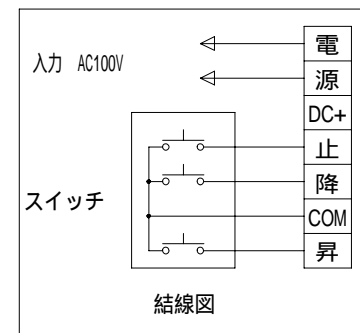 入力 AC100V
電
源
DC+
止
降
COM
昇
スイッチ
結線図